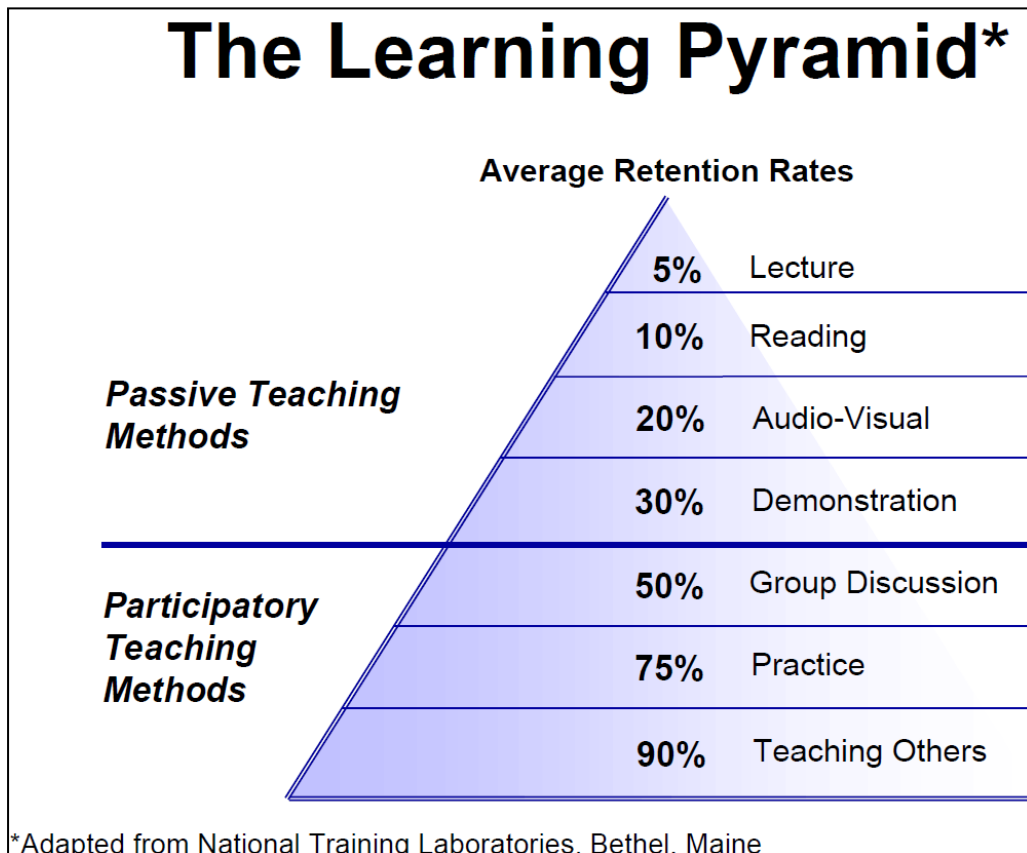 The Learning Pyramid*
Average Retention Rates
5% Lecture
10% Reading
Passive Teaching
Methods
20% Audio-Visual
30% Demonstration
50% Group Discussion
Participatory
Teaching
Methods
75% Practice
90% Teaching Others
*Adapted from National Training Laboratories. Bethel. Maine